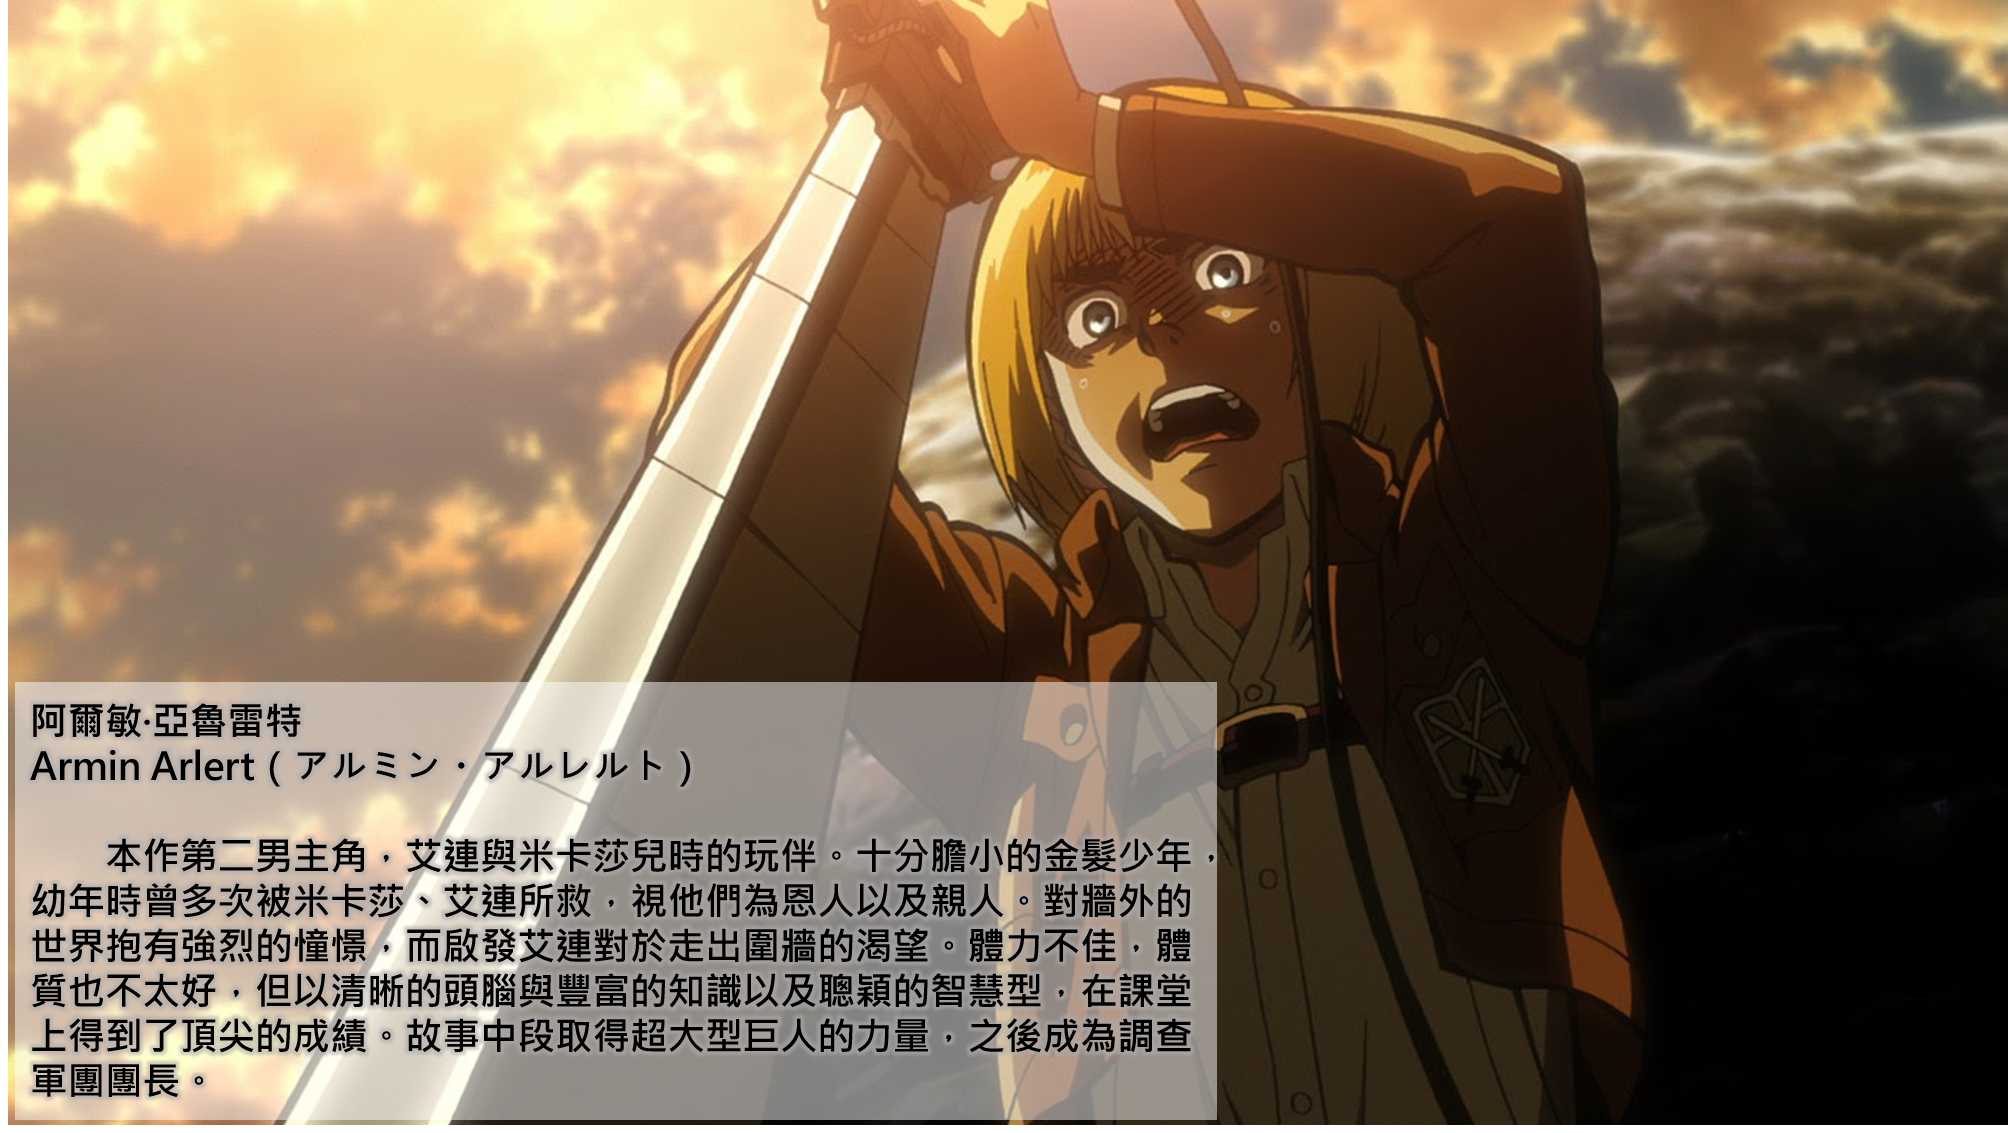 阿爾敏·亞魯雷特
Armin Arlert（アルミン・アルレルト）
本作第二男主角，艾連與米卡莎兒時的玩伴。十分膽小的金髮少年，
幼年時曾多次被米卡莎、艾連所救，視他們為恩人以及親人。對牆外的
世界抱有強烈的憧憬，而啟發艾連對於走出圍牆的渴望。體力不佳，體
質也不太好，但以清晰的頭腦與豐富的知識以及聰穎的智慧型，在課堂
上得到了頂尖的成績。故事中段取得超大型巨人的力量，之後成為調查
軍團團長。